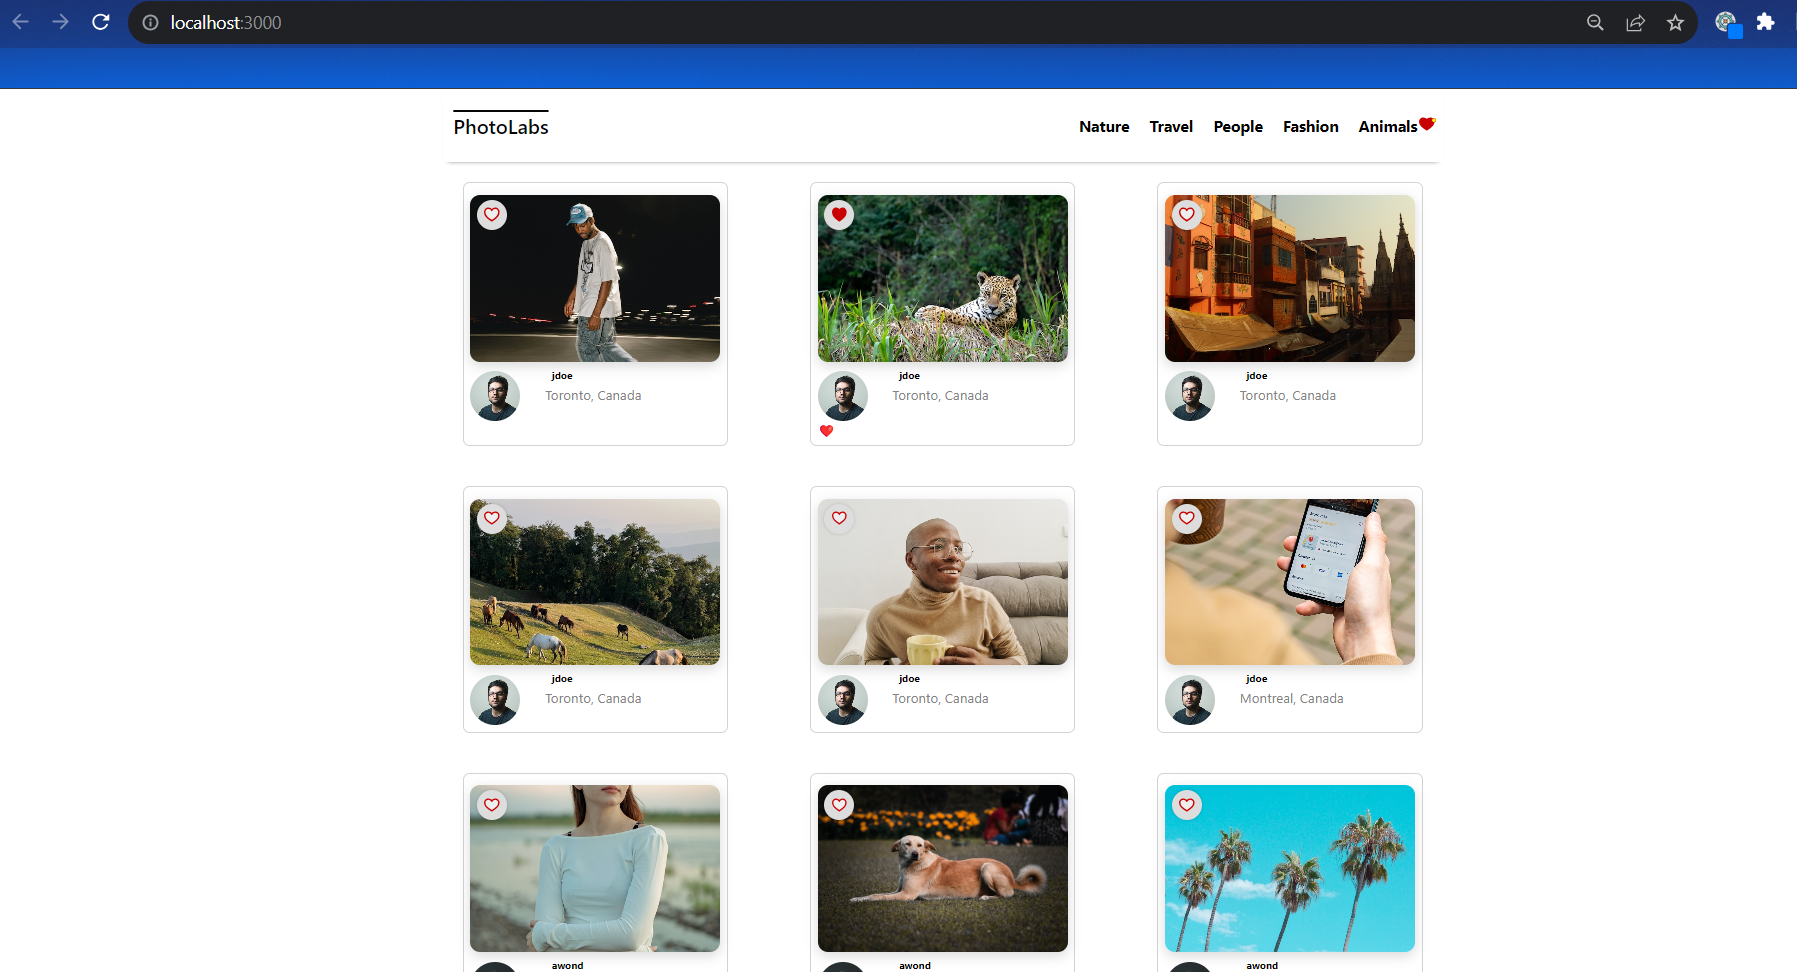 localhost:3000
PhotoLabs
Nature Travel People Fashion Animals
jdoe
Toronto, Canada
jdoe
Toronto, Canada
jdoe
Toronto, Canada
jdoe
Toronto, Canada
jdoe
Toronto, Canada
jdoe
Montreal, Canada
awond
awond
awond